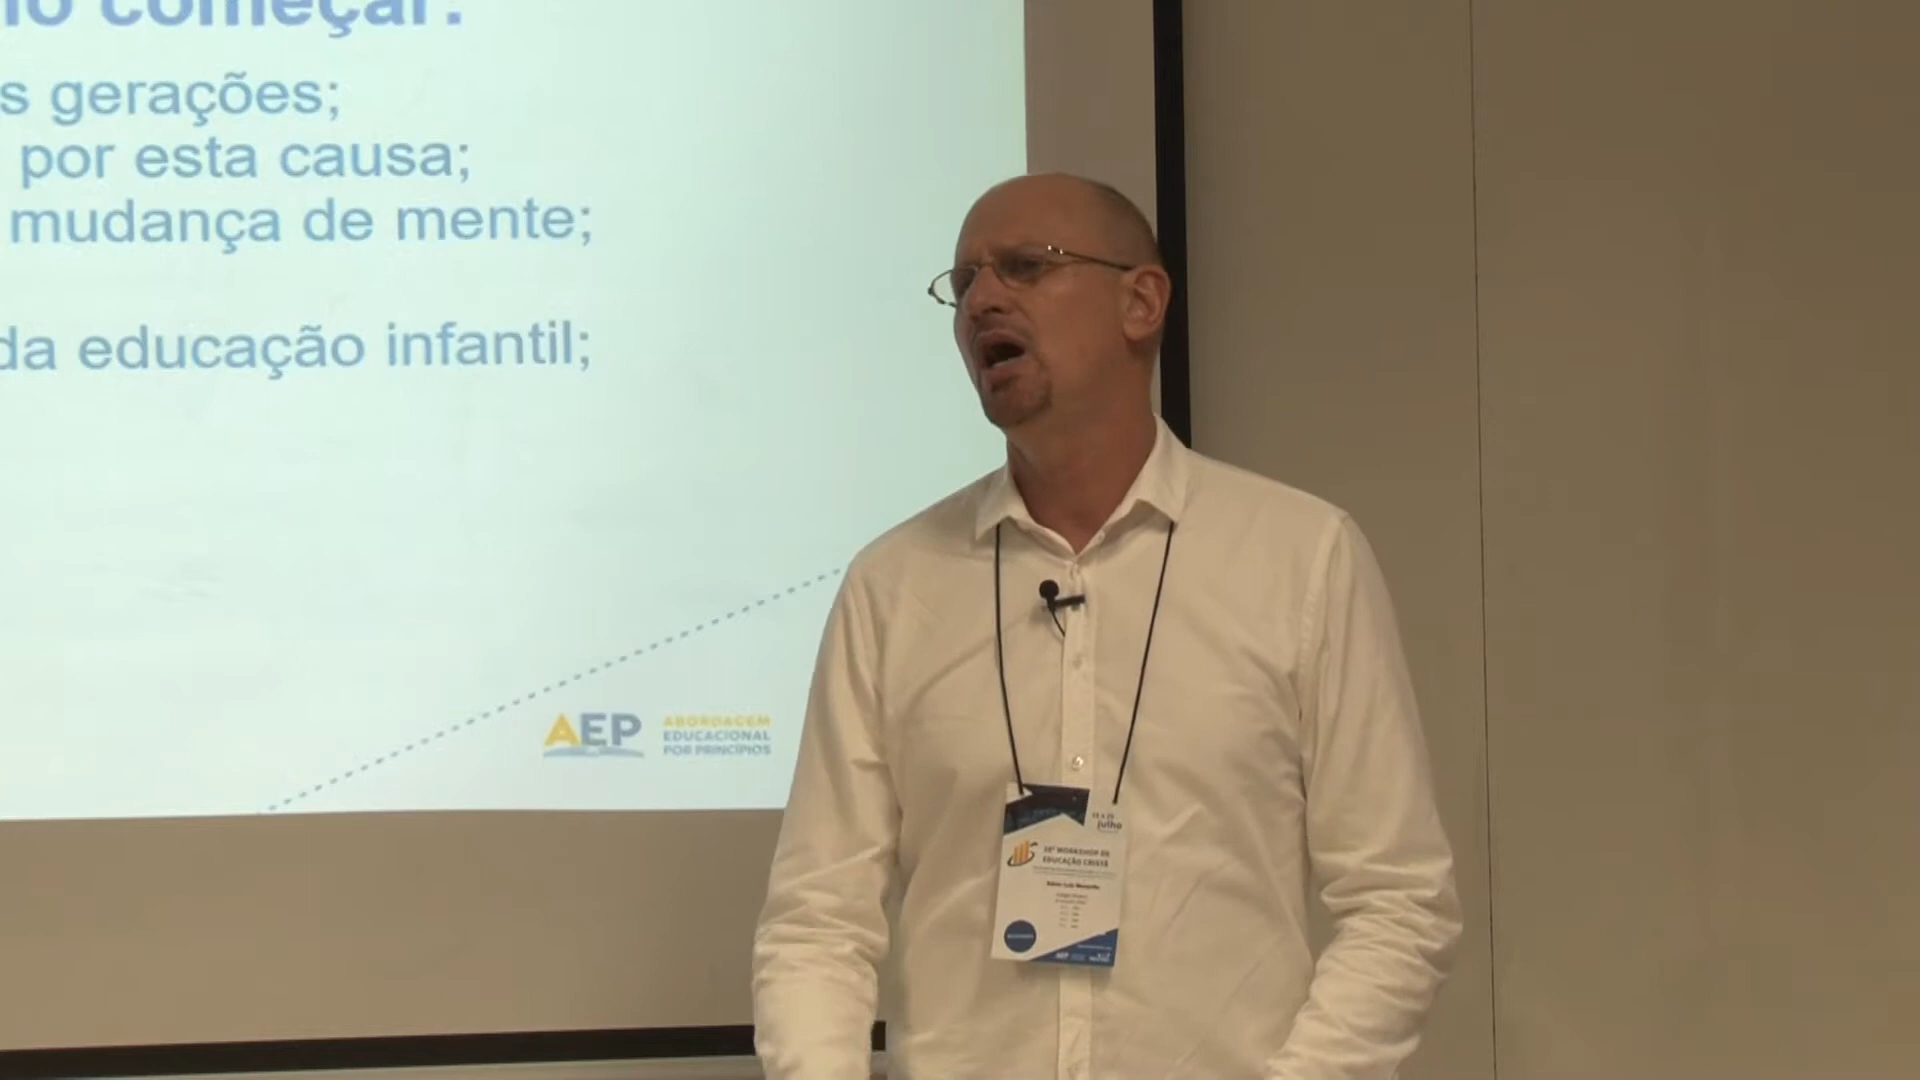 começar:
s gerações;
por esta causa;
mudança de mente;
da educação infantil;
AEP
ABORDAGEM
EDUCACIONAL
POR PRINCÍPIOS
julho
WORKSHOP DE
EDUCAÇÃO CRISTÃ
AEP